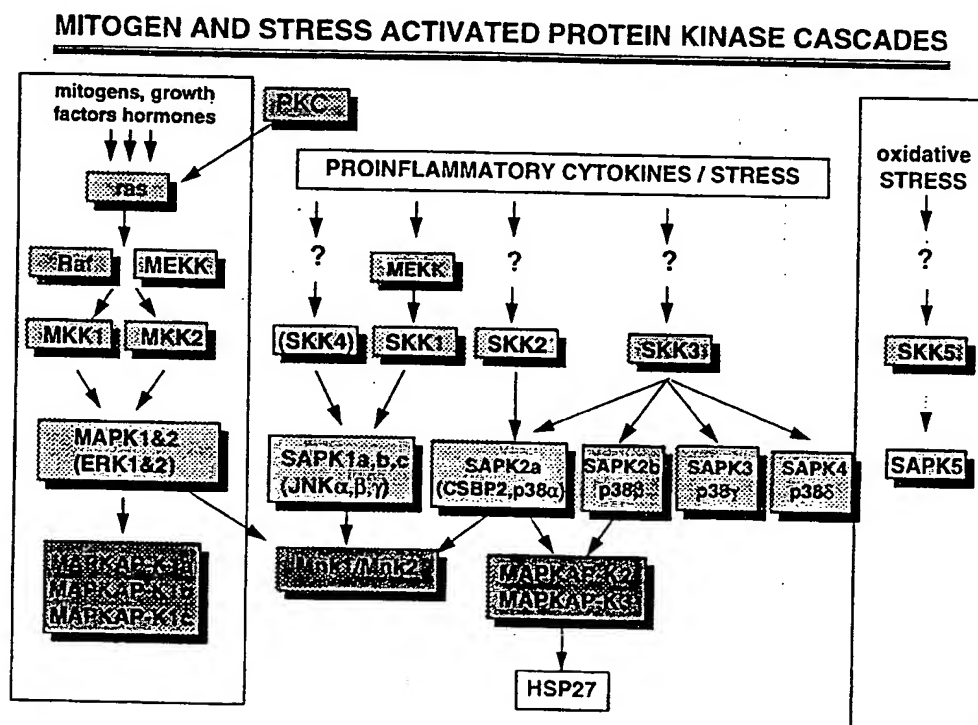 MITOGEN AND STRESS ACTIVATED PROTEIN KINASE CASCADES
mitogens, growth
factors hormones
PKC
ras
Raf
MEKK
MKK1
MKK2
MAPK1&2
(ERK1&2)
MAPKAP-K1a
MAPKAP-K1b
MAPKAP-K1c
PROINFLAMMATORY CYTOKINES / STRESS
?
?
?
MEKK
(SKK4)
SKK1
SKK2
SKK3
SAPK1a,b,c
(JNKα,β,γ)
SAPK2a
(CSBP2,p38α)
SAPK2b
p38β
SAPK3
p38γ
SAPK4
p38δ
Mnk1/Mnk2
MAPKAP-K2
MAPKAP-K3
HSP27
oxidative
STRESS
?
SKK5
SAPK5